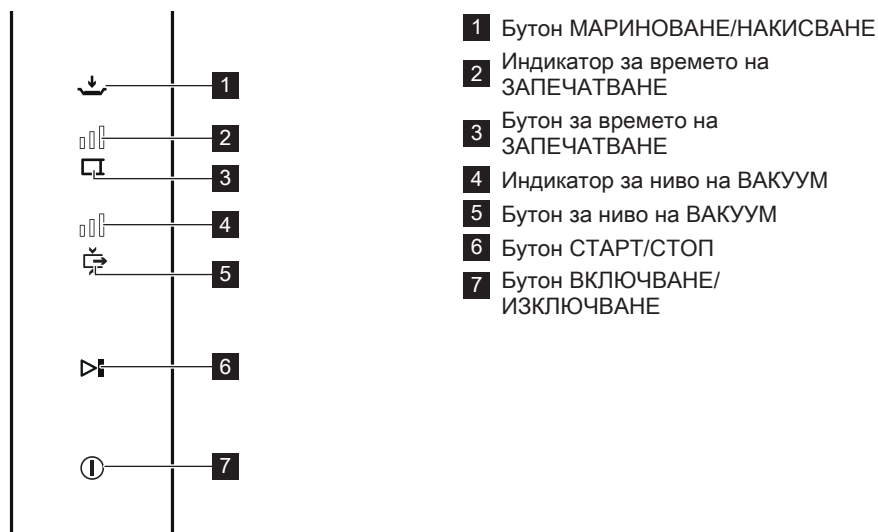 1
2
3
4
5
6
7
1 Бутон МАРИНОВАНЕ/НАКИСВАНЕ
2 Индикатор за времето на
ЗАПЕЧАТВАНЕ
3 Бутон за времето на
ЗАПЕЧАТВАНЕ
4 Индикатор за ниво на ВАКУУМ
5 Бутон за ниво на ВАКУУМ
6 Бутон СТАРТ/СТОП
7 Бутон ВКЛЮЧВАНЕ/
ИЗКЛЮЧВАНЕ